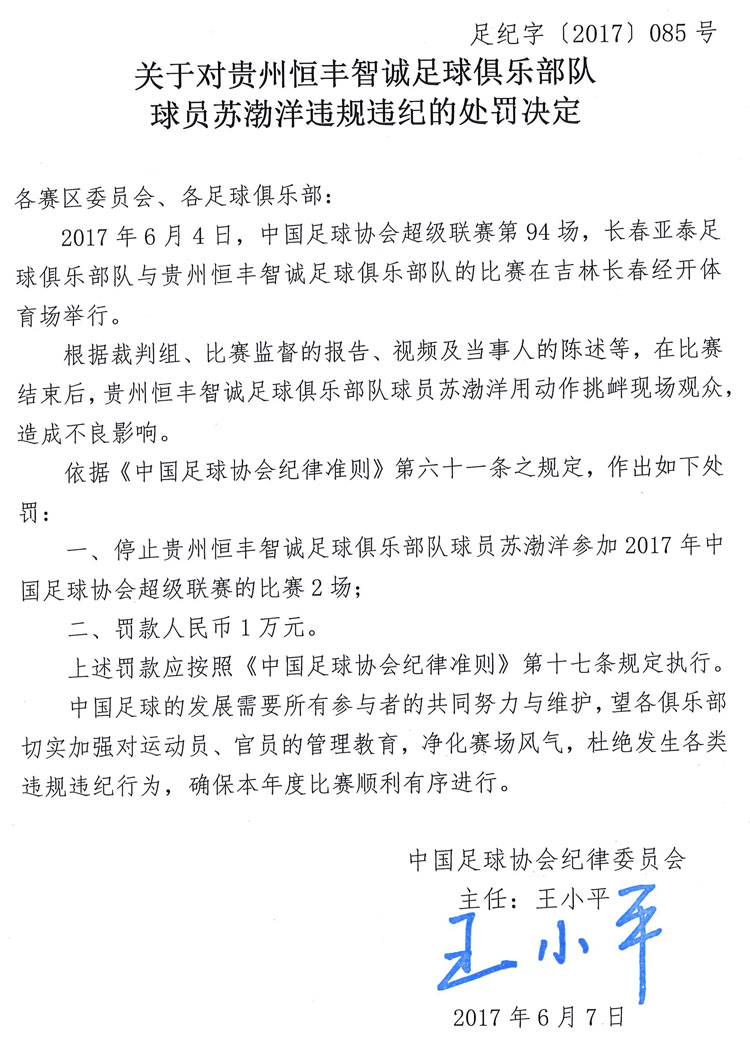 足纪字〔2017〕085号
关于对贵州恒丰智诚足球俱乐部队
球员苏渤洋违规违纪的处罚决定
各赛区委员会、各足球俱乐部：
2017年6月4日，中国足球协会超级联赛第94场，长春亚泰足
球俱乐部队与贵州恒丰智诚足球俱乐部队的比赛在吉林长春经开体
育场举行。
根据裁判组、比赛监督的报告、视频及当事人的陈述等，在比赛
结束后，贵州恒丰智诚足球俱乐部队球员苏渤洋用动作挑衅现场观众，
造成不良影响。
依据《中国足球协会纪律准则》第六十一条之规定，作出如下处
罚：
一、停止贵州恒丰智诚足球俱乐部队球员苏渤洋参加2017年中
国足球协会超级联赛的比赛2场；
二、罚款人民币1万元。
上述罚款应按照《中国足球协会纪律准则》第十七条规定执行。
中国足球的发展需要所有参与者的共同努力与维护，望各俱乐部
切实加强对运动员、官员的管理教育，净化赛场风气，杜绝发生各类
违规违纪行为，确保本年度比赛顺利有序进行。
中国足球协会纪律委员会
主任：王小平
王小平
2017年6月7日